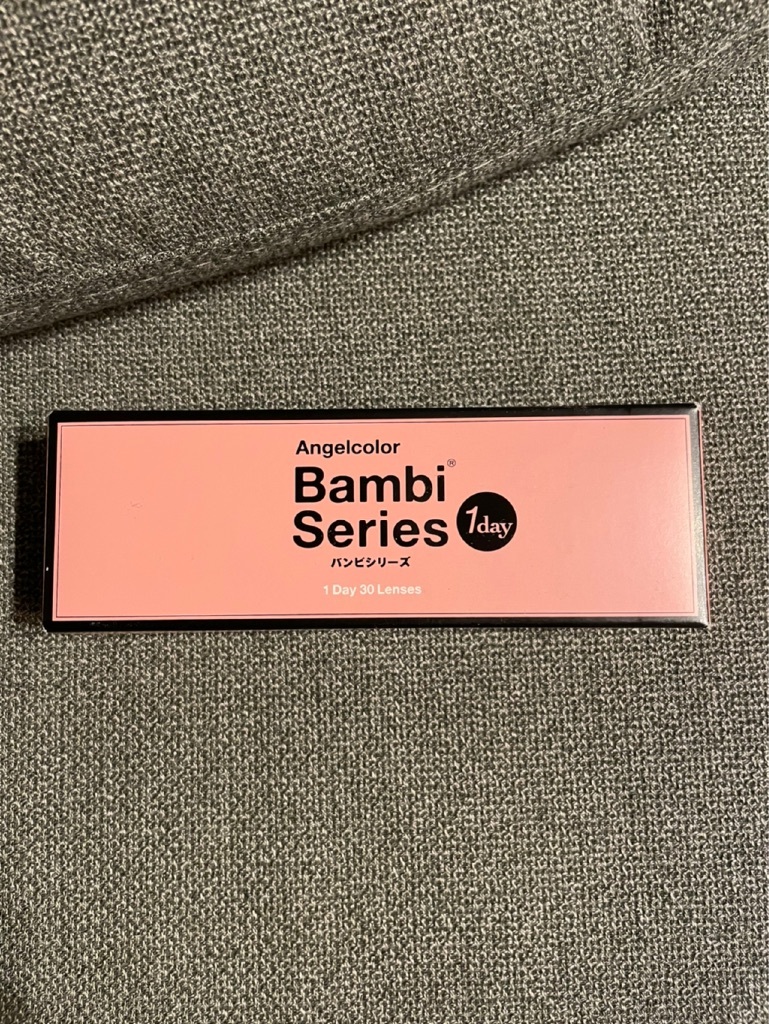 Angelcolor
Bambi®
Series 1day
バンビシリーズ
1 Day 30 Lenses